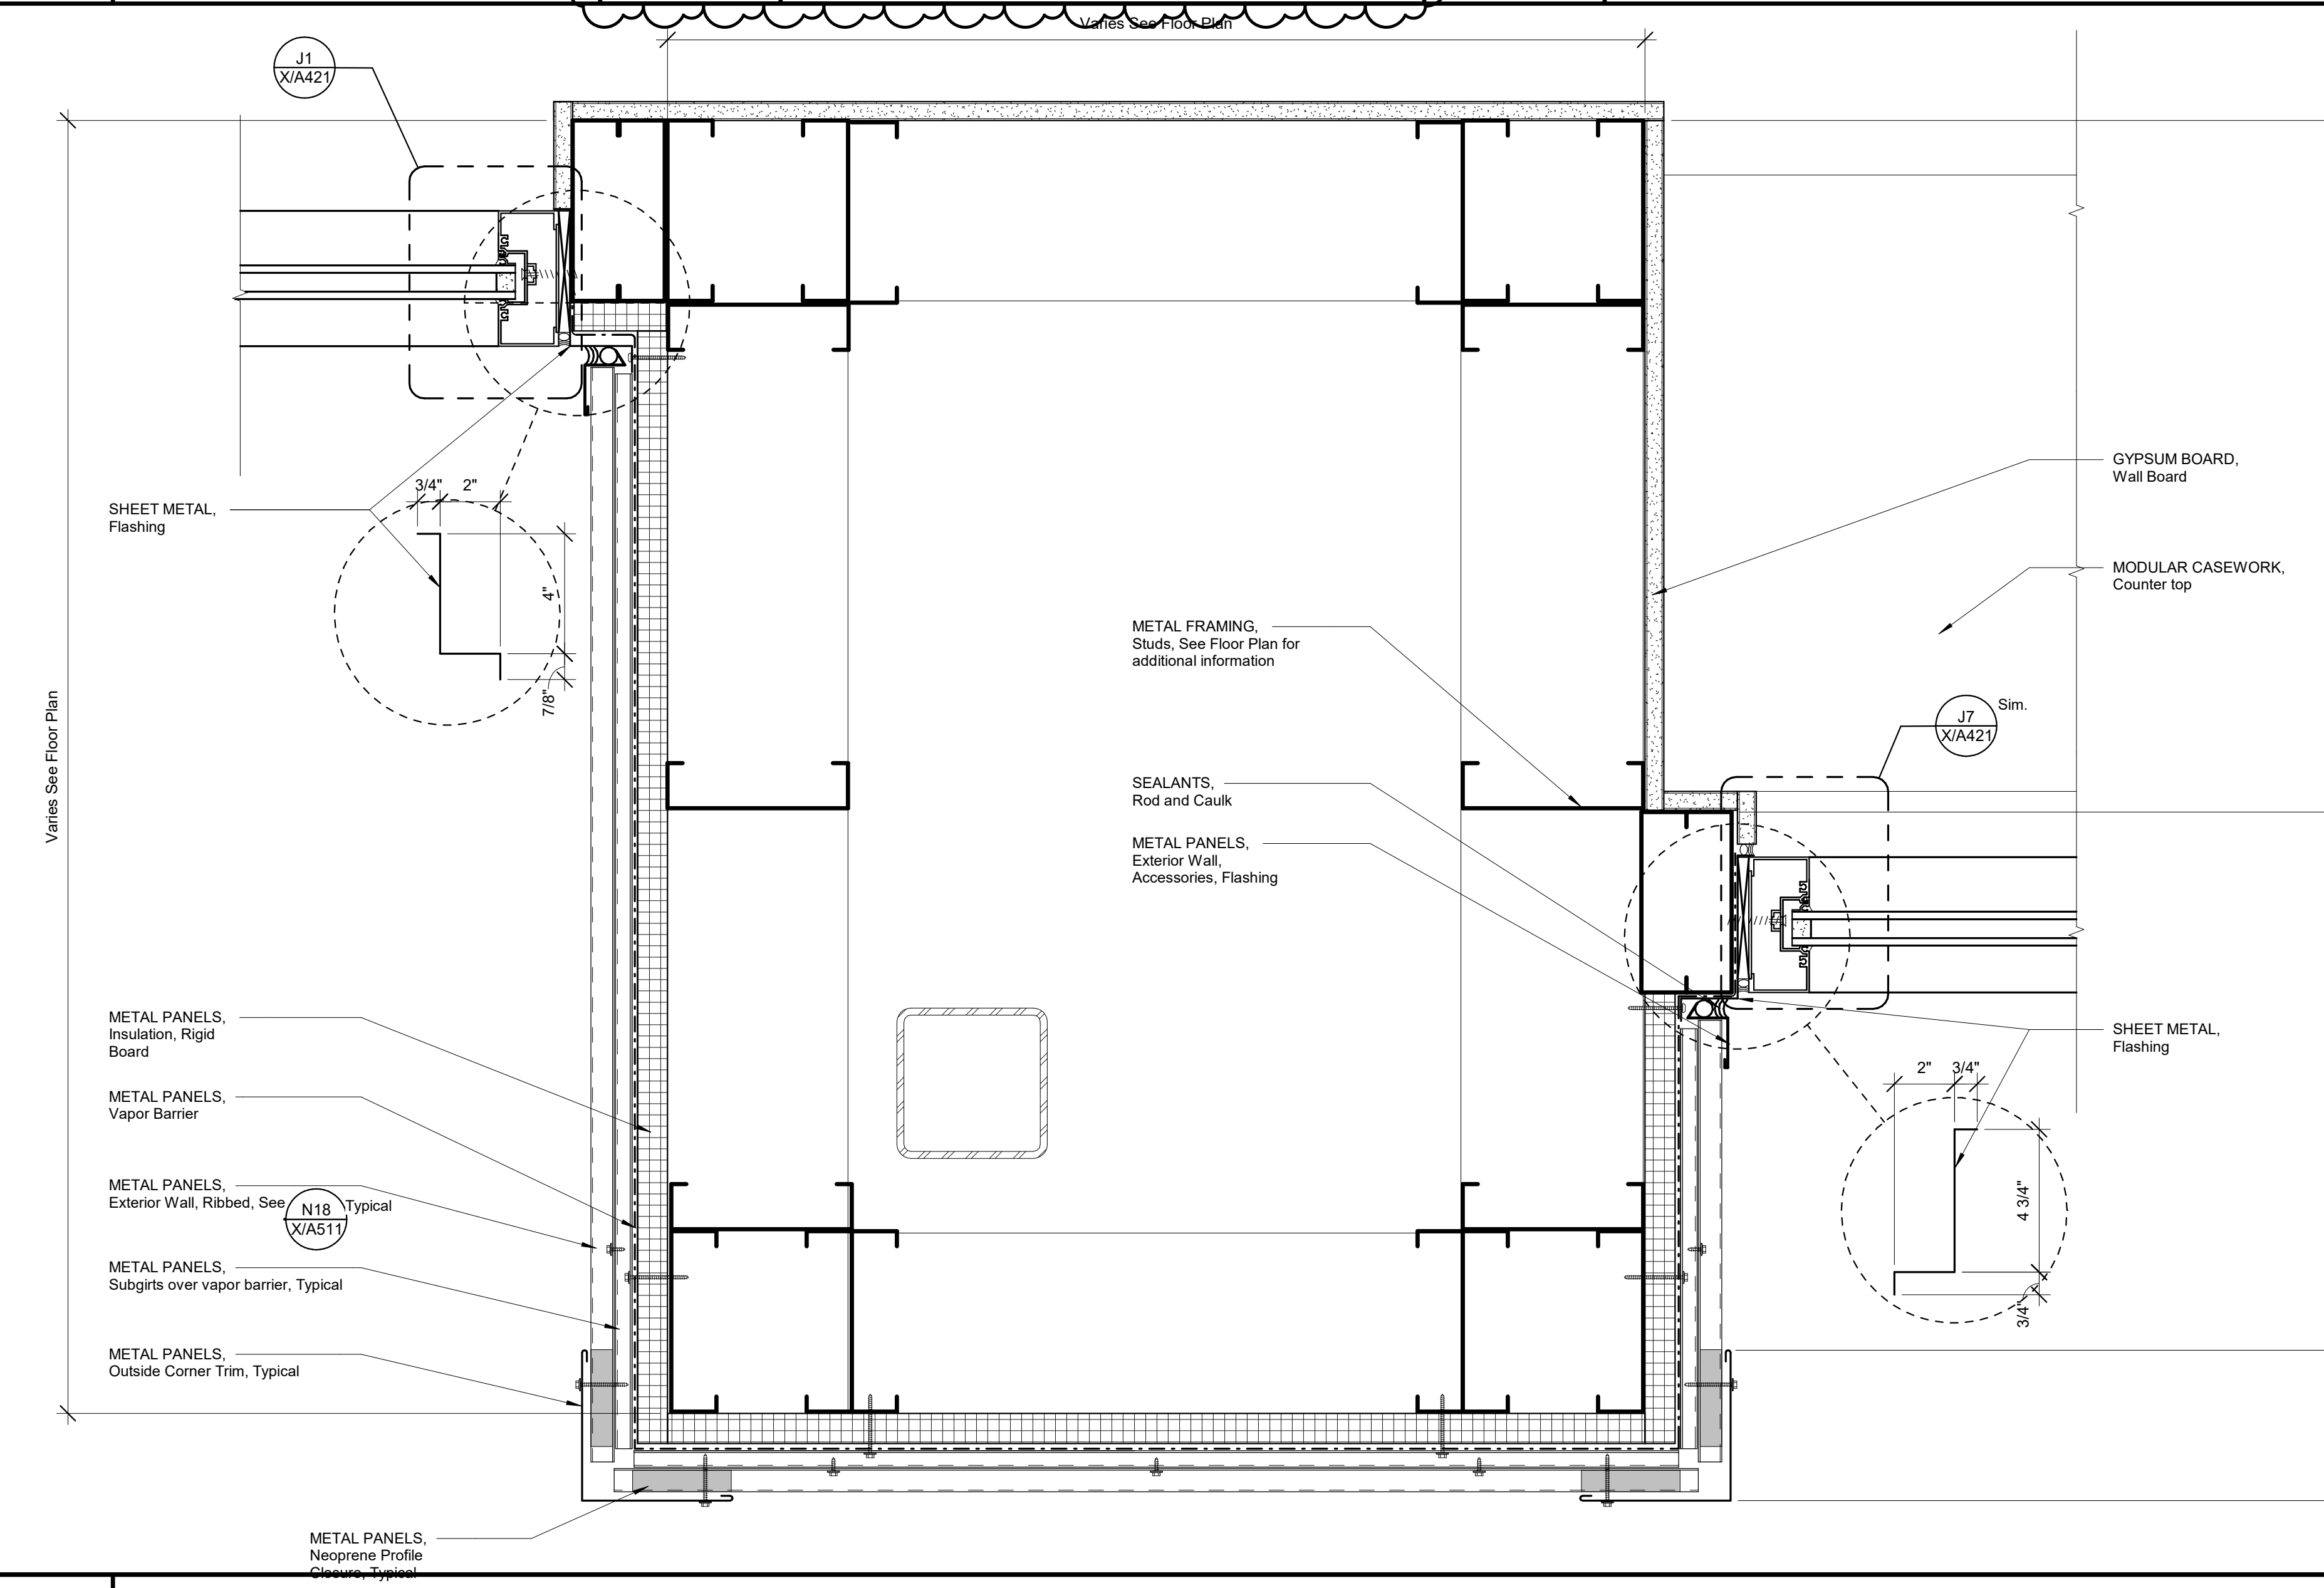 Varies See Floor Plan
J1
X/A421
GYPSUM BOARD,
Wall Board
3/4" 2"
SHEET METAL,
Flashing
MODULAR CASEWORK,
Counter top
4"
7/8"
METAL FRAMING,
Studs, See Floor Plan for
additional information
Varies See Floor Plan
J7
X/A421
Sim.
SEALANTS,
Rod and Caulk
METAL PANELS,
Exterior Wall,
Accessories, Flashing
METAL PANELS,
Insulation, Rigid
Board
SHEET METAL,
Flashing
2" 3/4"
METAL PANELS,
Vapor Barrier
4 3/4"
3/4"
METAL PANELS,
Exterior Wall, Ribbed, See
N18
X/A511
Typical
METAL PANELS,
Subgirts over vapor barrier, Typical
METAL PANELS,
Outside Corner Trim, Typical
METAL PANELS,
Neoprene Profile
Closure, Typical